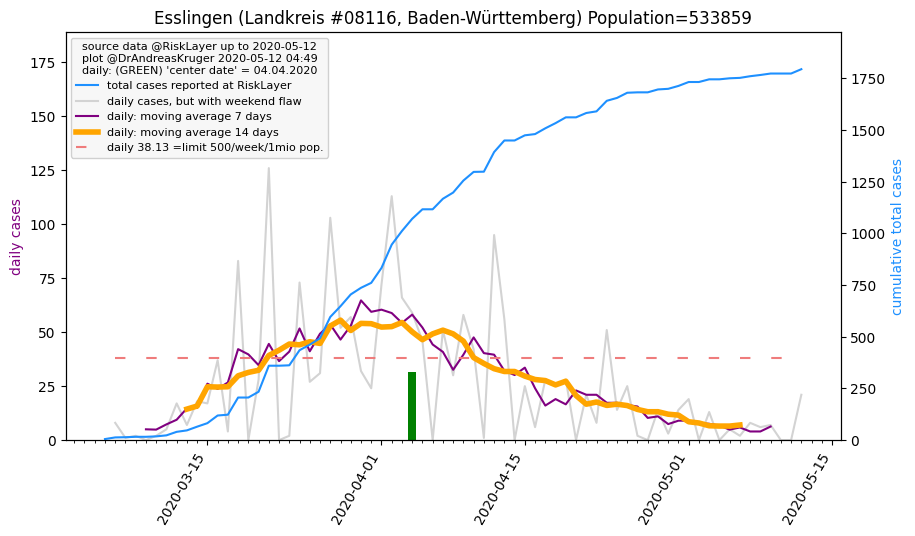 Esslingen (Landkreis #08116, Baden-Württemberg) Population=533859
source data @RiskLayer up to 2020-05-12
plot @DrAndreasKruger 2020-05-12 04:49
daily: (GREEN) 'center date' = 04.04.2020
total cases reported at RiskLayer
daily cases, but with weekend flaw
daily: moving average 7 days
daily: moving average 14 days
daily 38.13 =limit 500/week/1mio pop.
daily cases
175
150
125
100
75
50
25
0
cumulative total cases
1750
1500
1250
1000
750
500
250
0
2020-03-15
2020-04-01
2020-04-15
2020-05-01
2020-05-15